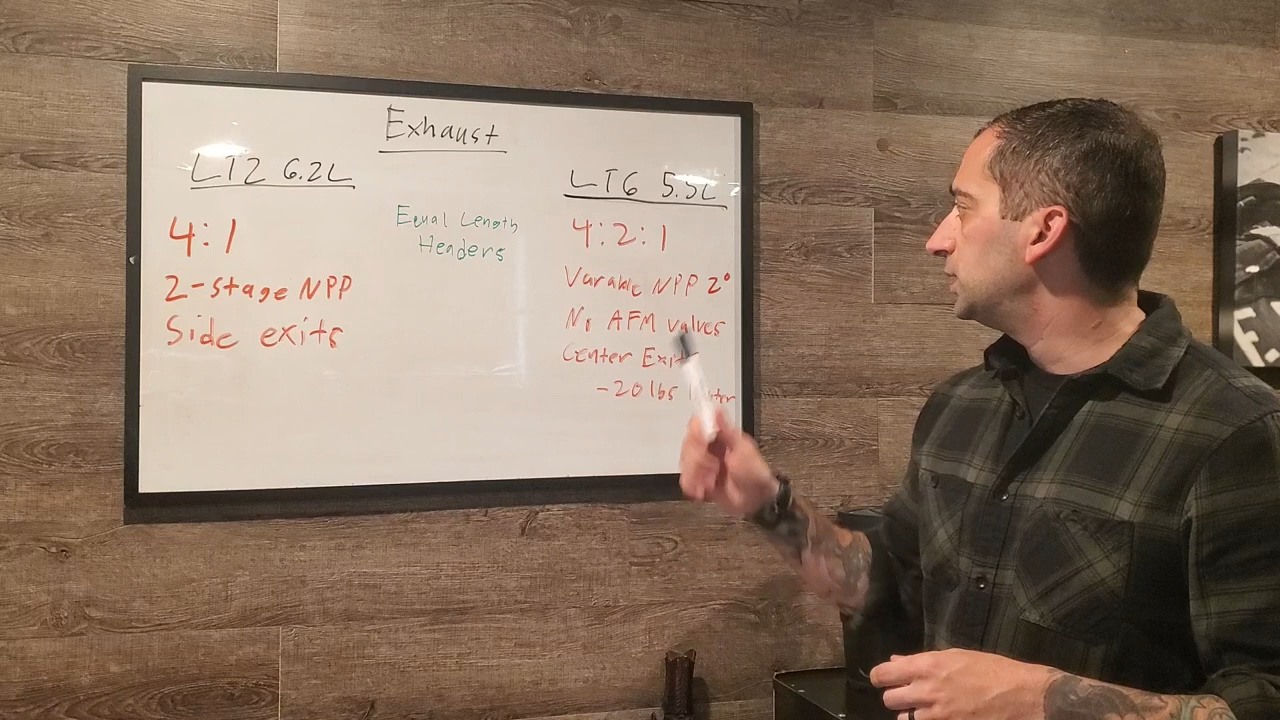 Exhaust
LT2 6.2L
4:1
2-stage NPP
Side exits
Equal Length
Headers
LT6 5.5L
4:2:1
Variable NPP 2°
No AFM valves
Center Exit
-20 lbs